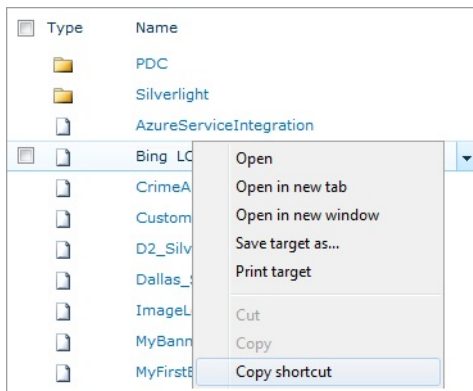 Type Name
PDC
Silverlight
AzureServiceIntegration
Bing LC
CrimeA
Custom
D2_Silv
Dallas_
ImageL
MyBann
MyFirst
Open
Open in new tab
Open in new window
Save target as...
Print target
Cut
Copy
Copy shortcut